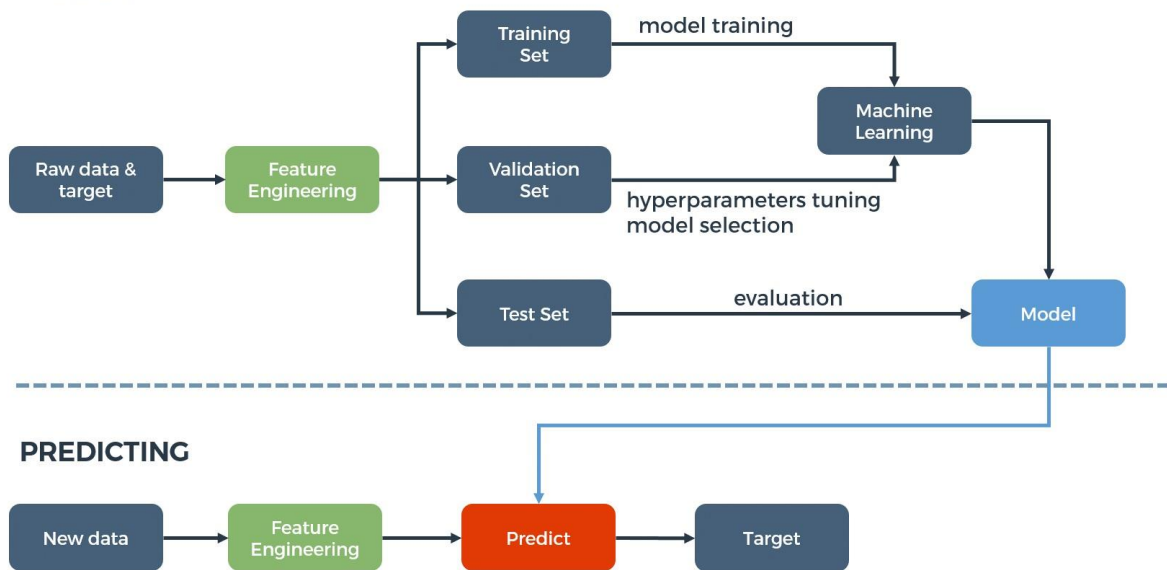 Training
Set
model training
Machine
Learning
Raw data &
target
Feature
Engineering
Validation
Set
hyperparameters tuning
model selection
Test Set
evaluation
Model
PREDICTING
New data
Feature
Engineering
Predict
Target